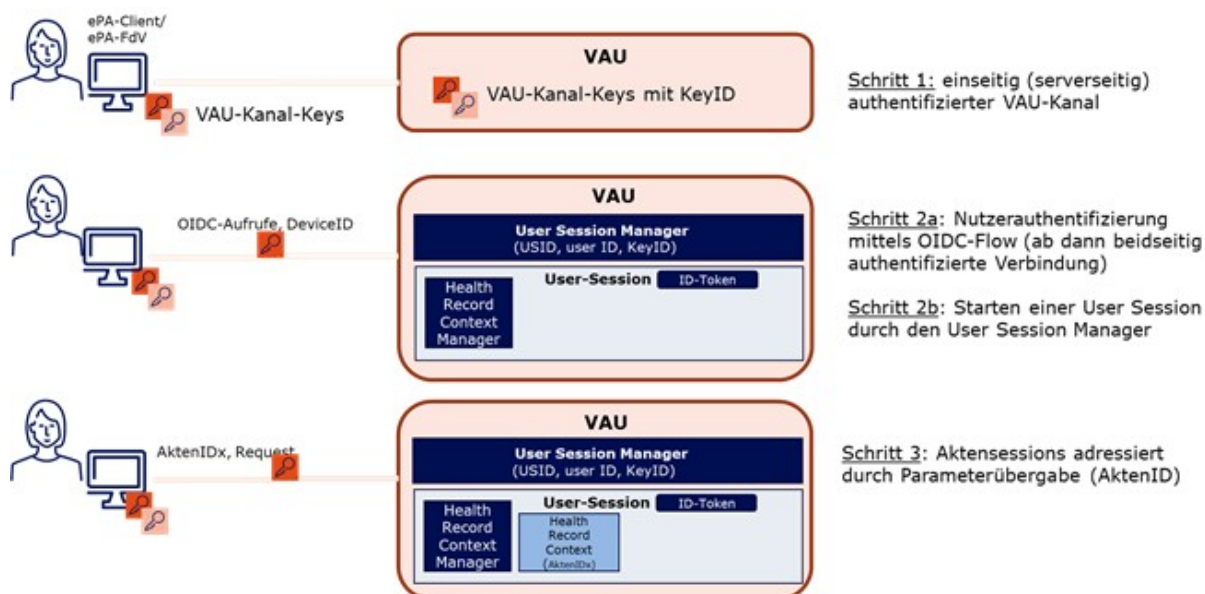 ePA-Client/
ePA-FdV
VAU-Kanal-Keys
VAU
VAU-Kanal-Keys mit KeyID
Schritt 1: einseitig (serverseitig)
authentifizierter VAU-Kanal
OIDC-Aufrufe, DeviceID
VAU
User Session Manager
(USID, user ID, KeyID)
User-Session
ID-Token
Health
Record
Context
Manager
Schritt 2a: Nutzerauthentifizierung
mittels OIDC-Flow (ab dann beidseitig
authentifizierte Verbindung)
Schritt 2b: Starten einer User Session
durch den User Session Manager
AktenIDx, Request
VAU
User Session Manager
(USID, user ID, KeyID)
User-Session
ID-Token
Health
Record
Context
Manager
Health
Record
Context
(AktenIDx)
Schritt 3: Aktensessions adressiert
durch Parameterübergabe (AktenID)